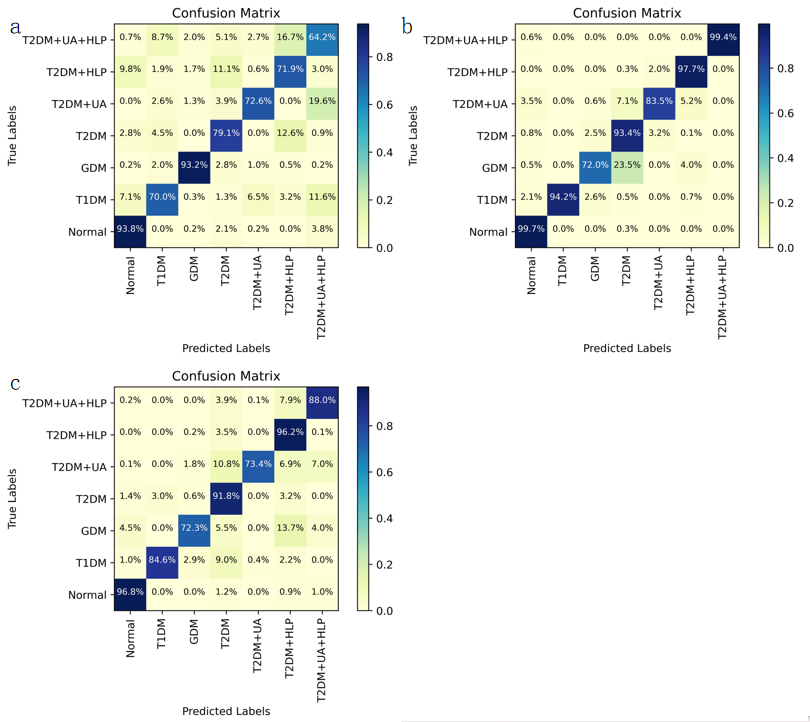 a
Confusion Matrix
True Labels
T2DM+UA+HLP 0.7% 8.7% 2.0% 5.1% 2.7% 16.7% 64.2%
T2DM+HLP 9.8% 1.9% 1.7% 11.1% 0.6% 71.9% 3.0%
T2DM+UA 0.0% 2.6% 1.3% 3.9% 72.6% 0.0% 19.6%
T2DM 2.8% 4.5% 0.0% 79.1% 0.0% 12.6% 0.9%
GDM 0.2% 2.0% 93.2% 2.8% 1.0% 0.5% 0.2%
T1DM 7.1% 70.0% 0.3% 1.3% 6.5% 3.2% 11.6%
Normal 93.8% 0.0% 0.2% 2.1% 0.2% 0.0% 3.8%
Normal T1DM GDM T2DM T2DM+UA T2DM+HLP T2DM+UA+HLP
Predicted Labels
0.8
0.6
0.4
0.2
0.0
b
Confusion Matrix
True Labels
T2DM+UA+HLP 0.6% 0.0% 0.0% 0.0% 0.0% 0.0% 99.4%
T2DM+HLP 0.0% 0.0% 0.0% 0.3% 2.0% 97.7% 0.0%
T2DM+UA 3.5% 0.0% 0.6% 7.1% 83.5% 5.2% 0.0%
T2DM 0.8% 0.0% 2.5% 93.4% 3.2% 0.1% 0.0%
GDM 0.5% 0.0% 72.0% 23.5% 0.0% 4.0% 0.0%
T1DM 2.1% 94.2% 2.6% 0.5% 0.0% 0.7% 0.0%
Normal 99.7% 0.0% 0.0% 0.3% 0.0% 0.0% 0.0%
Normal T1DM GDM T2DM T2DM+UA T2DM+HLP T2DM+UA+HLP
Predicted Labels
0.8
0.6
0.4
0.2
0.0
c
Confusion Matrix
True Labels
T2DM+UA+HLP 0.2% 0.0% 0.0% 3.9% 0.1% 7.9% 88.0%
T2DM+HLP 0.0% 0.0% 0.2% 3.5% 0.0% 96.2% 0.1%
T2DM+UA 0.1% 0.0% 1.8% 10.8% 73.4% 6.9% 7.0%
T2DM 1.4% 3.0% 0.6% 91.8% 0.0% 3.2% 0.0%
GDM 4.5% 0.0% 72.3% 5.5% 0.0% 13.7% 4.0%
T1DM 1.0% 84.6% 2.9% 9.0% 0.4% 2.2% 0.0%
Normal 96.8% 0.0% 0.0% 1.2% 0.0% 0.9% 1.0%
Normal T1DM GDM T2DM T2DM+UA T2DM+HLP T2DM+UA+HLP
Predicted Labels
0.8
0.6
0.4
0.2
0.0